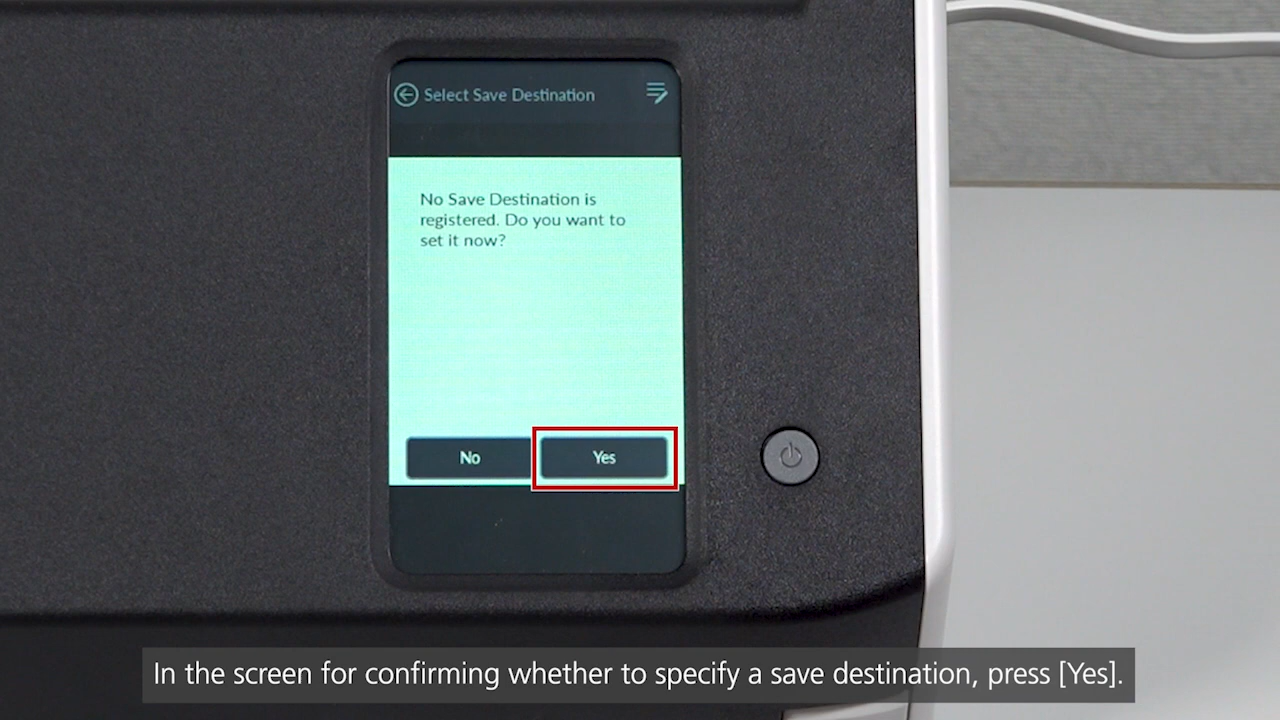 Select Save Destination
No Save Destination is
registered. Do you want to
set it now?
No
Yes
In the screen for confirming whether to specify a save destination, press [Yes].